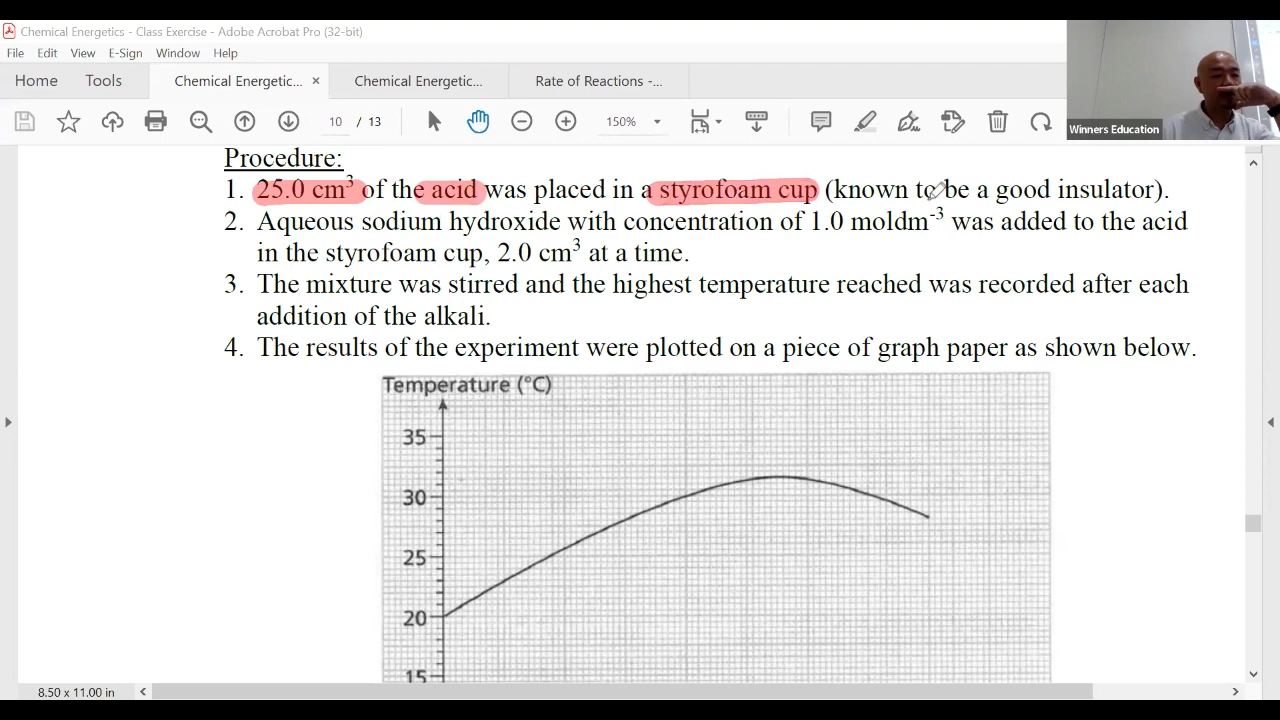 Chemical Energetics - Class Exercise - Adobe Acrobat Pro (32-bit)
File Edit View E-Sign Window Help
Home Tools Chemical Energetic... × Chemical Energetic... Rate of Reactions -...
10 / 13 150%
Winners Education
Procedure:
1. 25.0 cm³ of the acid was placed in a styrofoam cup (known to be a good insulator).
2. Aqueous sodium hydroxide with concentration of 1.0 moldm⁻³ was added to the acid
in the styrofoam cup, 2.0 cm³ at a time.
3. The mixture was stirred and the highest temperature reached was recorded after each
addition of the alkali.
4. The results of the experiment were plotted on a piece of graph paper as shown below.
Temperature (°C)
35
30
25
20
15
8.50 x 11.00 in